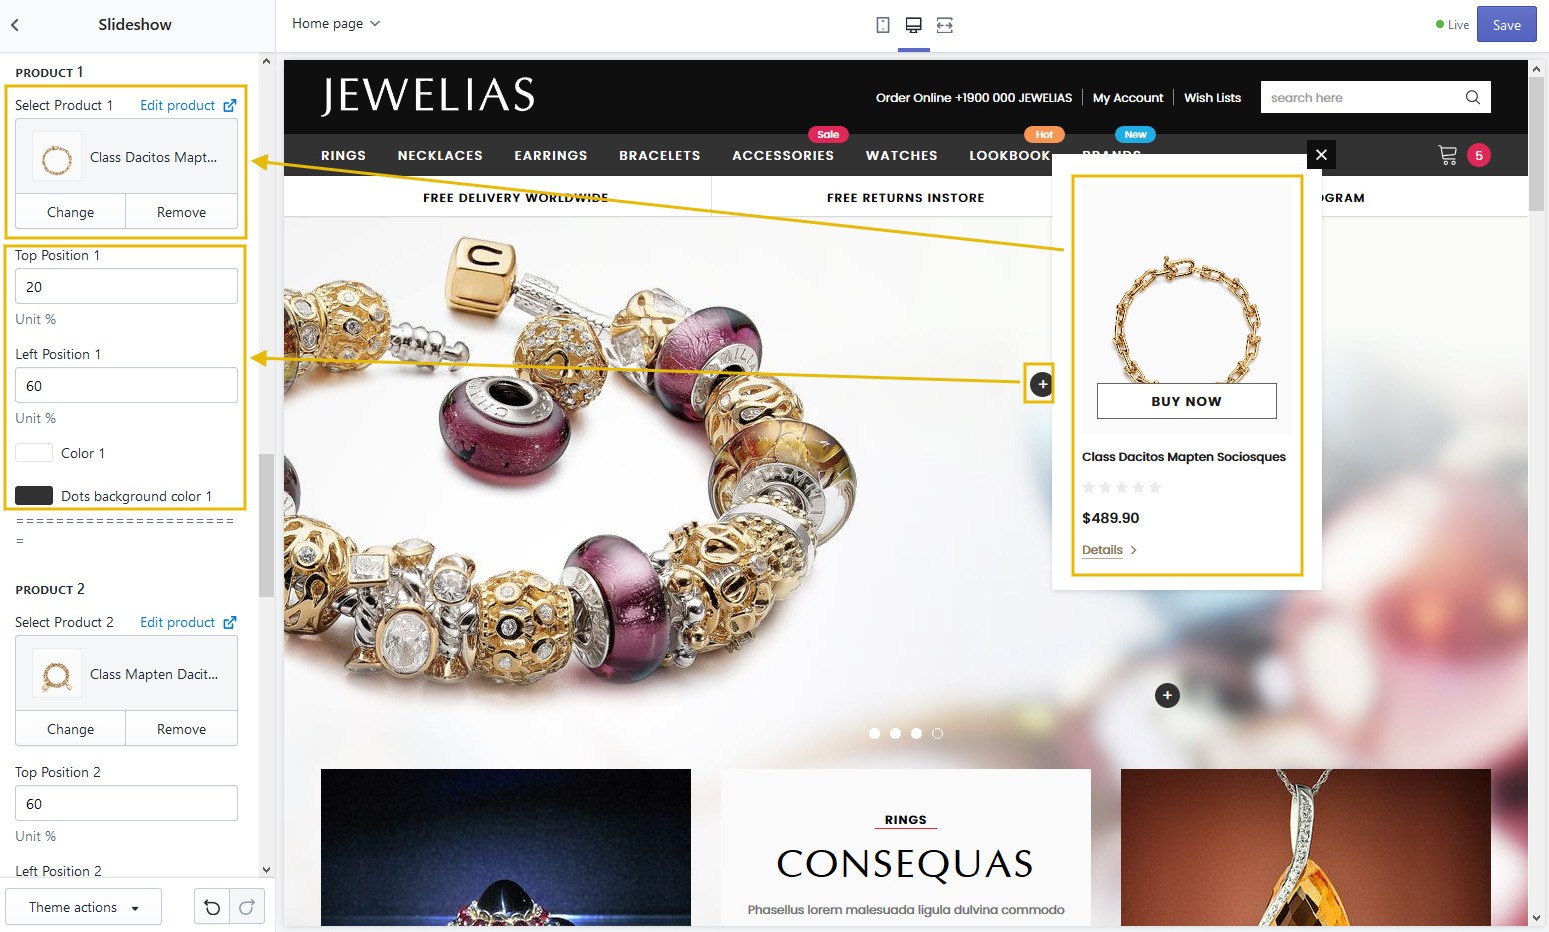 Slideshow
Home page
Live
Save
PRODUCT 1
Select Product 1 Edit product
Class Dacitos Mapt...
Change Remove
Top Position 1
20
Unit %
Left Position 1
60
Unit %
Color 1
Dots background color 1
======================
=
PRODUCT 2
Select Product 2 Edit product
Class Mapten Dacit...
Change Remove
Top Position 2
60
Unit %
Left Position 2
Theme actions
JEWELIAS
Order Online +1900 000 JEWELIAS My Account Wish Lists
search here
Sale Hot New
RINGS NECKLACES EARRINGS BRACELETS ACCESSORIES WATCHES LOOKBOOK BRANDS
5
FREE DELIVERY WORLDWIDE FREE RETURNS INSTORE OGRAM
BUY NOW
Class Dacitos Mapten Sociosques
$489.90
Details
RINGS
CONSEQUAS
Phasellus lorem malesuada ligula dulvina commodo